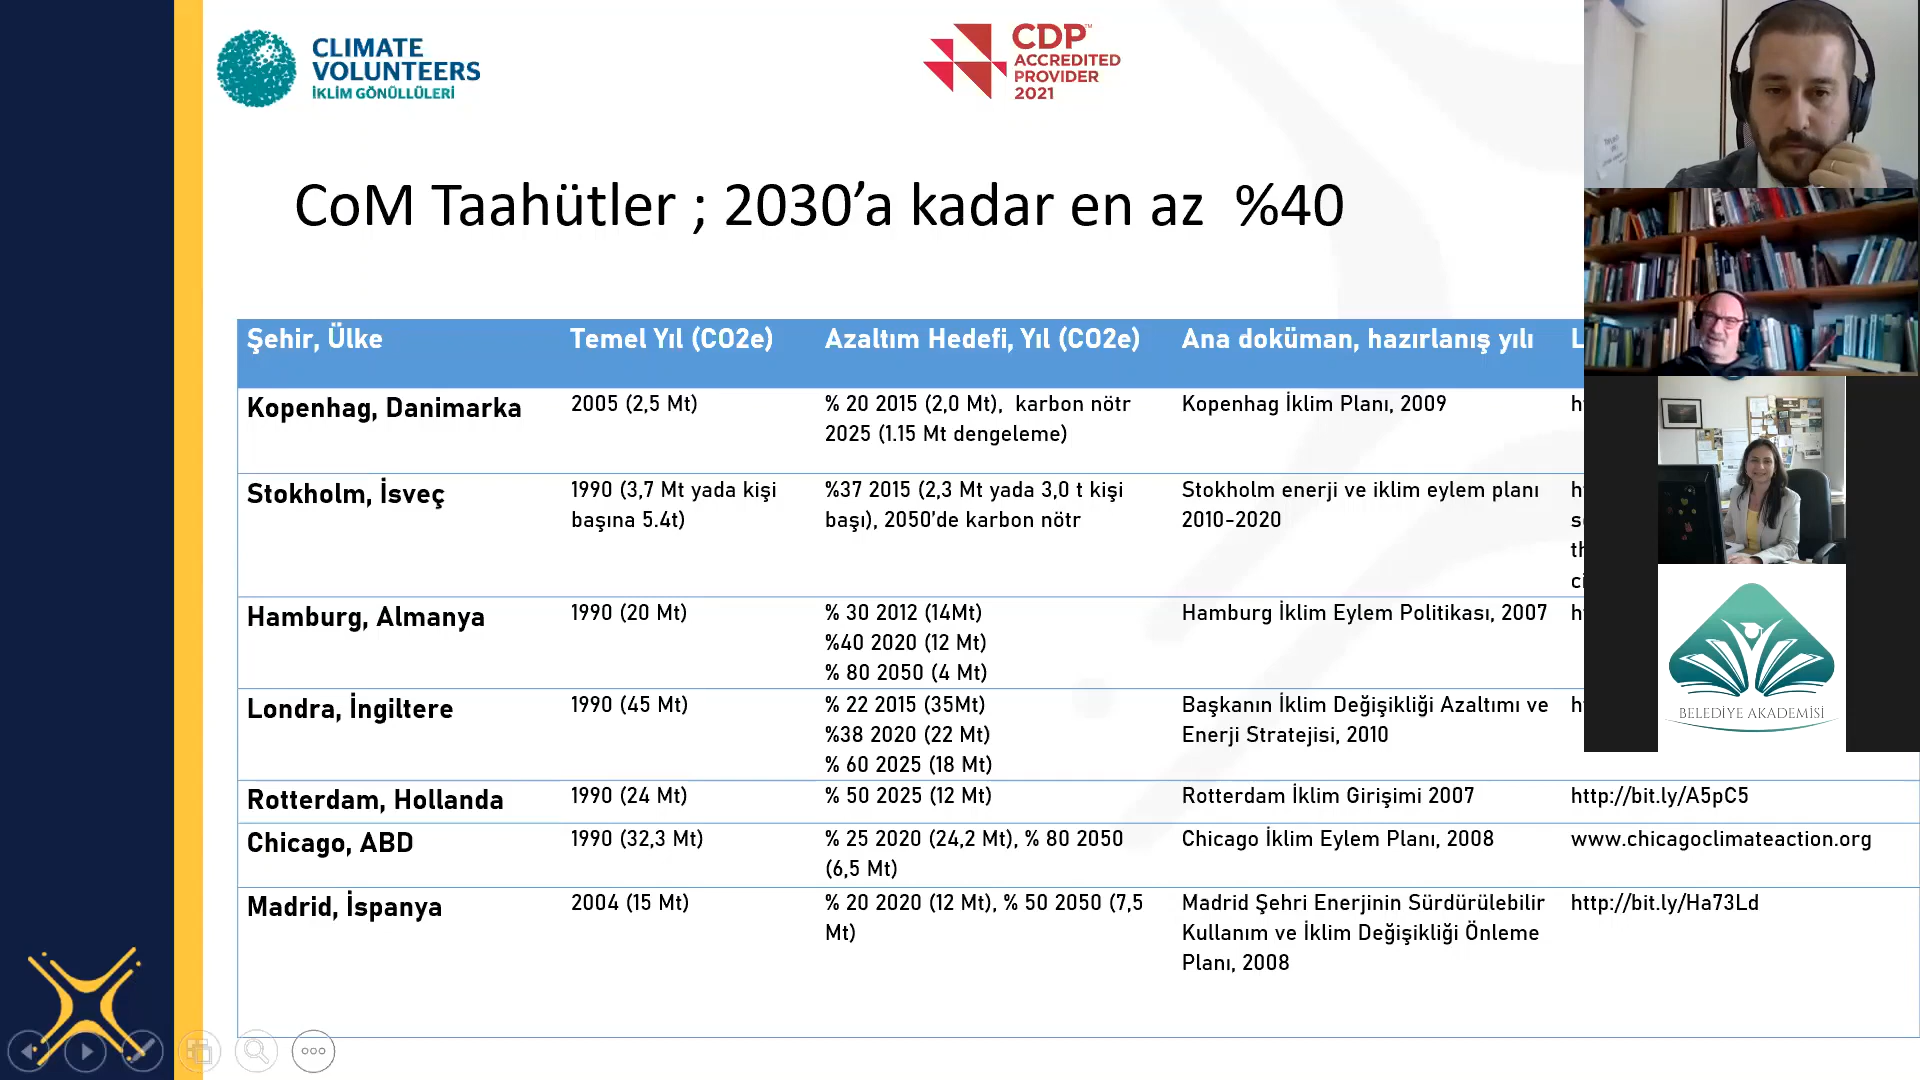 CLIMATE
VOLUNTEERS
İKLİM GÖNÜLLÜLERİ
CDP™
ACCREDITED
PROVIDER
2021
CoM Taahütler ; 2030’a kadar en az %40
Şehir, Ülke
Temel Yıl (CO2e)
Azaltım Hedefi, Yıl (CO2e)
Ana doküman, hazırlanış yılı
Kopenhag, Danimarka
2005 (2,5 Mt)
% 20 2015 (2,0 Mt), karbon nötr
2025 (1.15 Mt dengeleme)
Kopenhag İklim Planı, 2009
Stokholm, İsveç
1990 (3,7 Mt yada kişi
başına 5.4t)
%37 2015 (2,3 Mt yada 3,0 t kişi
başı), 2050’de karbon nötr
Stokholm enerji ve iklim eylem planı
2010-2020
Hamburg, Almanya
1990 (20 Mt)
% 30 2012 (14Mt)
%40 2020 (12 Mt)
% 80 2050 (4 Mt)
Hamburg İklim Eylem Politikası, 2007
Londra, İngiltere
1990 (45 Mt)
% 22 2015 (35Mt)
%38 2020 (22 Mt)
% 60 2025 (18 Mt)
Başkanın İklim Değişikliği Azaltımı ve
Enerji Stratejisi, 2010
Rotterdam, Hollanda
1990 (24 Mt)
% 50 2025 (12 Mt)
Rotterdam İklim Girişimi 2007
http://bit.ly/A5pC5
Chicago, ABD
1990 (32,3 Mt)
% 25 2020 (24,2 Mt), % 80 2050
(6,5 Mt)
Chicago İklim Eylem Planı, 2008
www.chicagoclimateaction.org
Madrid, İspanya
2004 (15 Mt)
% 20 2020 (12 Mt), % 50 2050 (7,5
Mt)
Madrid Şehri Enerjinin Sürdürülebilir
Kullanım ve İklim Değişikliği Önleme
Planı, 2008
http://bit.ly/Ha73Ld
BELEDİYE AKADEMİSİ